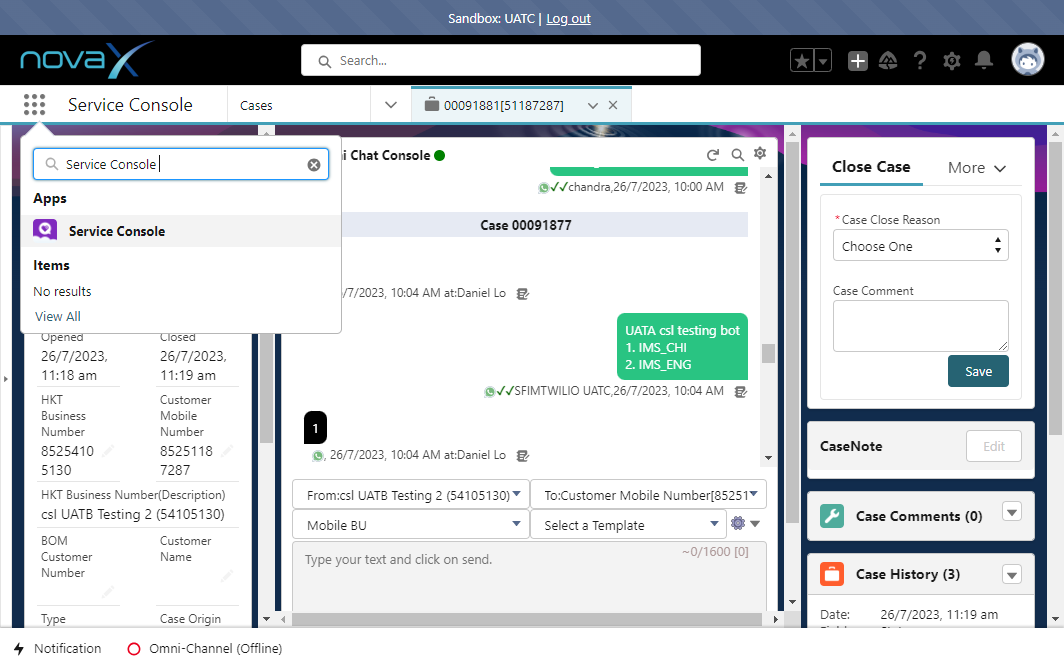 Sandbox: UATC | Log out
novaX
Search...
Service Console
Cases
00091881[51187287]
Service Console
Apps
Service Console
Items
No results
View All
Opened
26/7/2023,
11:18 am
Closed
26/7/2023,
11:19 am
HKT
Business
Number
8525410
5130
Customer
Mobile
Number
8525118
7287
HKT Business Number(Description)
csl UATB Testing 2 (54105130)
BOM
Customer
Number
Customer
Name
Type
Case Origin
Chat Console
chandra,26/7/2023, 10:00 AM
Case 00091877
/7/2023, 10:04 AM at:Daniel Lo
UATA csl testing bot
1. IMS_CHI
2. IMS_ENG
SFIMTWILIO UATC,26/7/2023, 10:04 AM
1
, 26/7/2023, 10:04 AM at:Daniel Lo
From:csl UATB Testing 2 (54105130)
To:Customer Mobile Number[85251
Mobile BU
Select a Template
Type your text and click on send.
~0/1600 [0]
Close Case
More
*Case Close Reason
Choose One
Case Comment
Save
CaseNote
Edit
Case Comments (0)
Case History (3)
Date:
26/7/2023, 11:19 am
Notification
Omni-Channel (Offline)